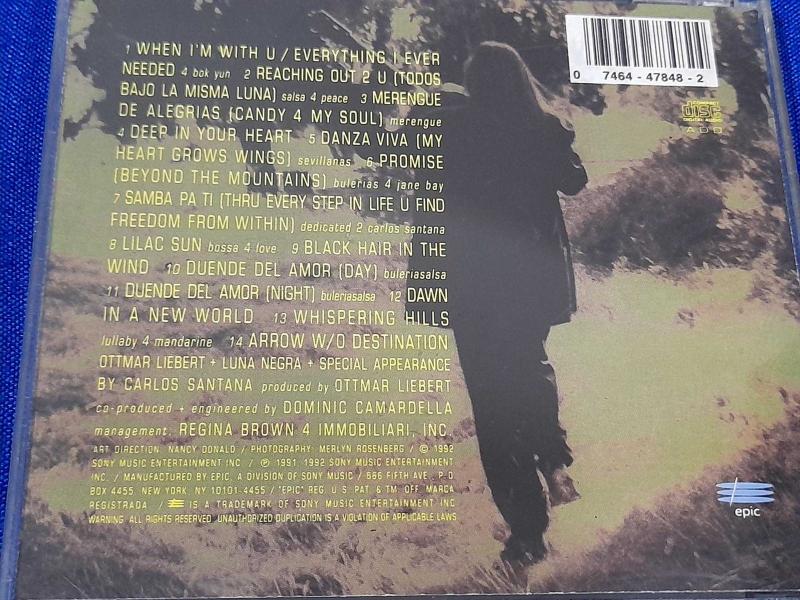 1 WHEN I'M WITH U / EVERYTHING I EVER
NEEDED 4 bok yun 2 REACHING OUT 2 U (TODOS
BAJO LA MISMA LUNA) salsa 4 peace 3 MERENGUE
DE ALEGRIAS (CANDY 4 MY SOUL) merengue
4 DEEP IN YOUR HEART 5 DANZA VIVA (MY
HEART GROWS WINGS) sevillanas 6 PROMISE
(BEYOND THE MOUNTAINS) bulerias 4 jane bay
7 SAMBA PA TI (THRU EVERY STEP IN LIFE U FIND
FREEDOM FROM WITHIN) dedicated 2 carlos santana
8 LILAC SUN bossa 4 love 9 BLACK HAIR IN THE
WIND 10 DUENDE DEL AMOR (DAY) buleriasalsa
11 DUENDE DEL AMOR (NIGHT) buleriasalsa 12 DAWN
IN A NEW WORLD 13 WHISPERING HILLS
lullaby 4 mandarine 14 ARROW W/O DESTINATION
OTTMAR LIEBERT + LUNA NEGRA + SPECIAL APPEARANCE
BY CARLOS SANTANA produced by OTTMAR LIEBERT
co-produced + engineered by DOMINIC CAMARDELLA
management: REGINA BROWN 4 IMMOBILIARI, INC.
ART DIRECTION: NANCY DONALD / PHOTOGRAPHY: MERLYN ROSENBERG / © 1992
SONY MUSIC ENTERTAINMENT INC. / ℗ 1991, 1992 SONY MUSIC ENTERTAINMENT
INC. / MANUFACTURED BY EPIC, A DIVISION OF SONY MUSIC / 666 FIFTH AVE., P.O.
BOX 4455, NEW YORK, NY 10101-4455 / "EPIC" REG. U.S. PAT. & TM. OFF. MARCA
REGISTRADA. / IS A TRADEMARK OF SONY MUSIC ENTERTAINMENT INC.
WARNING: ALL RIGHTS RESERVED. UNAUTHORIZED DUPLICATION IS A VIOLATION OF APPLICABLE LAWS.
0 7464-47848-2
COMPACT
disc
DIGITAL AUDIO
ADD
epic